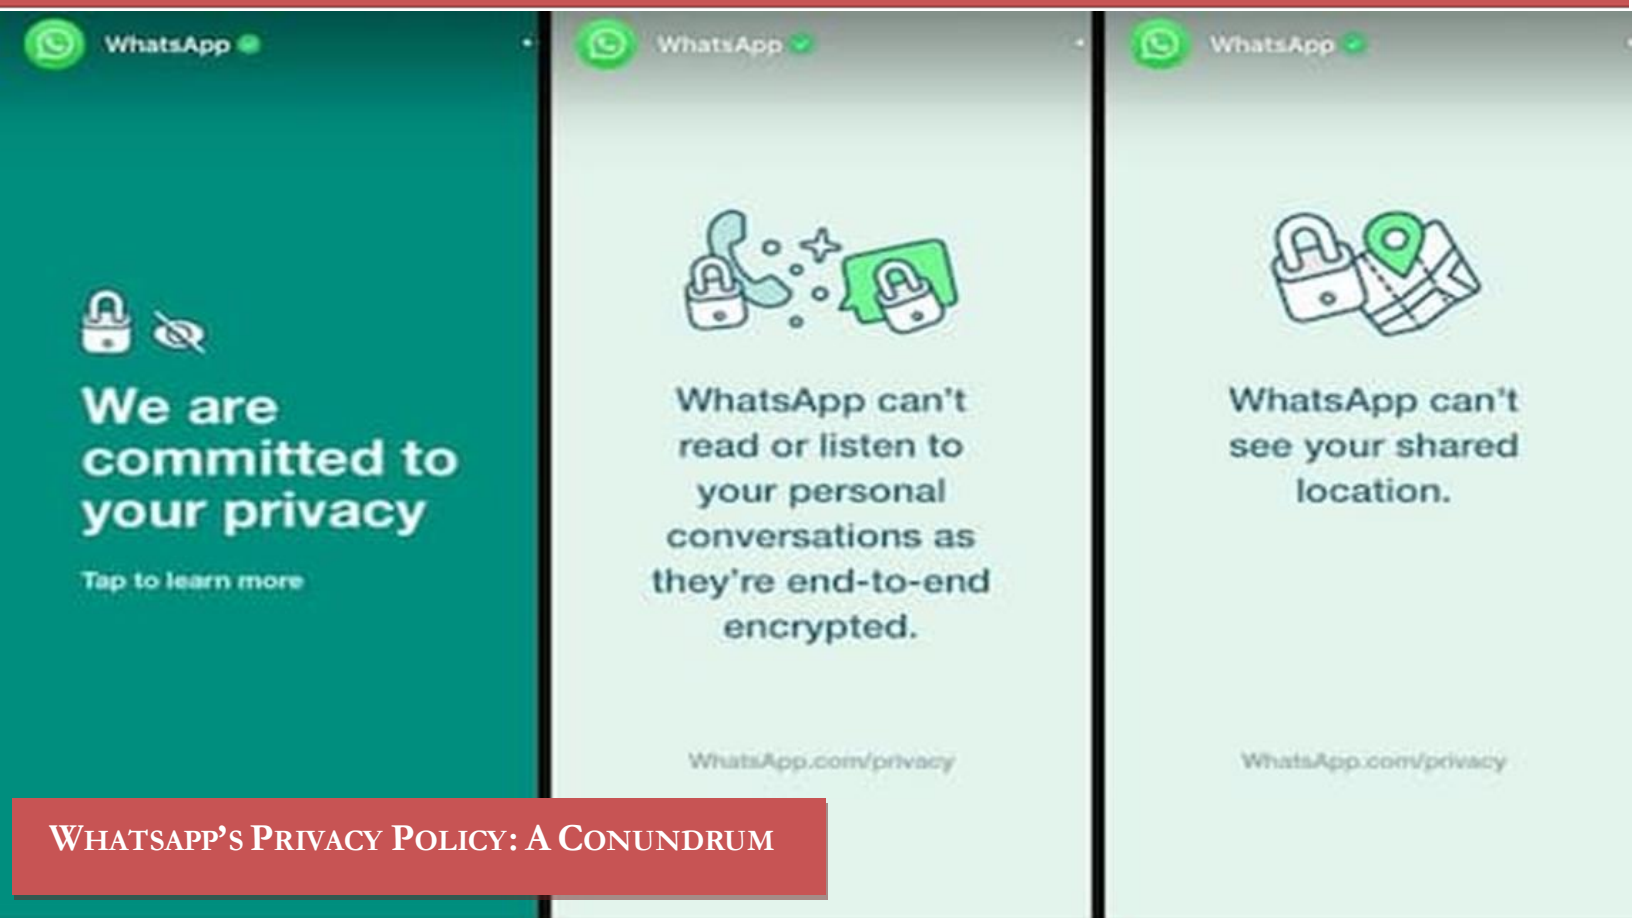 WhatsApp
We are
committed to
your privacy
Tap to learn more
WhatsApp
WhatsApp can't
read or listen to
your personal
conversations as
they're end-to-end
encrypted.
WhatsApp.com/privacy
WhatsApp
WhatsApp can't
see your shared
location.
WhatsApp.com/privacy
WHATSAPP'S PRIVACY POLICY: A CONUNDRUM